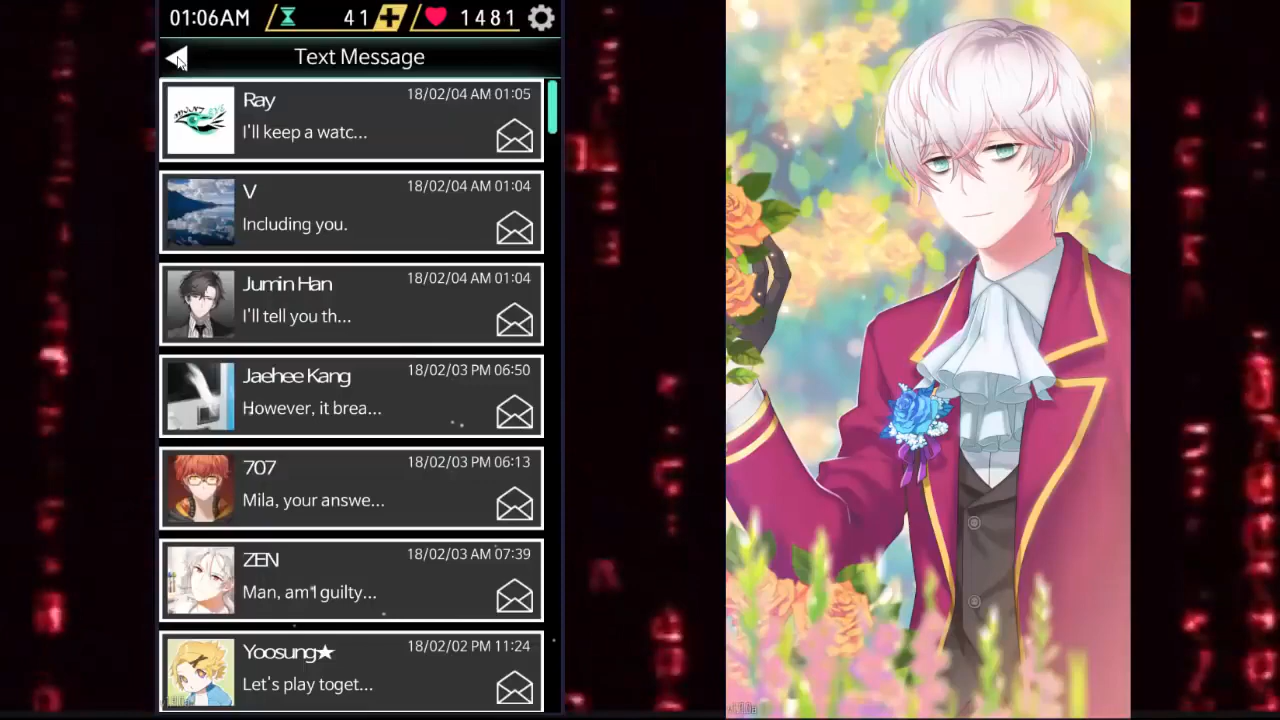 01:06AM 41 1481
Text Message
Ray 18/02/04 AM 01:05
I'll keep a watc...
V 18/02/04 AM 01:04
Including you.
Jumin Han 18/02/04 AM 01:04
I'll tell you th...
Jaehee Kang 18/02/03 PM 06:50
However, it brea...
707 18/02/03 PM 06:13
Mila, your answe...
ZEN 18/02/03 AM 07:39
Man, am I guilty...
Yoosung★ 18/02/02 PM 11:24
Let's play toget...